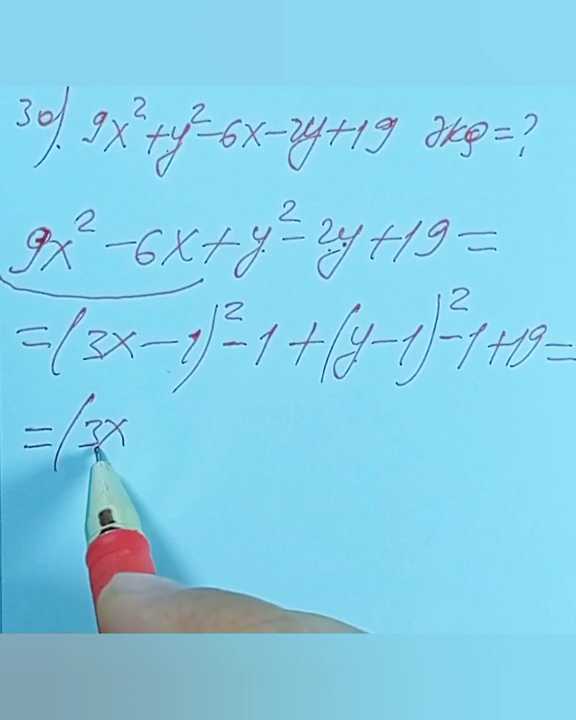 30). 9x²+y²-6x-2y+19 әкq=?
9x²-6x+y²-2y+19=
=(3x-1)²-1+(y-1)²-1+19=
=(3x